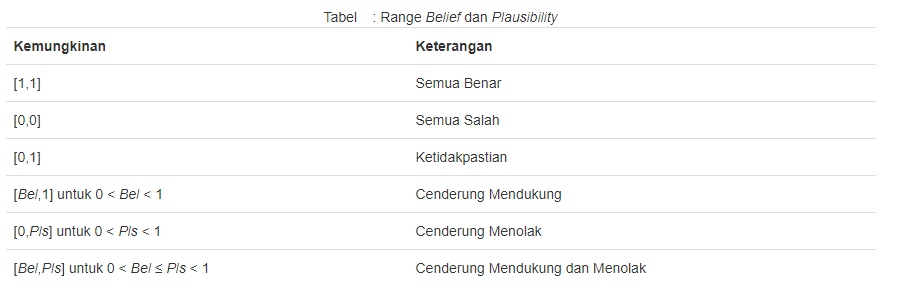 Tabel : Range Belief dan Plausibility
Kemungkinan Keterangan
[1,1] Semua Benar
[0,0] Semua Salah
[0,1] Ketidakpastian
[Bel,1] untuk 0 < Bel < 1 Cenderung Mendukung
[0,Pls] untuk 0 < Pls < 1 Cenderung Menolak
[Bel,Pls] untuk 0 < Bel ≤ Pls < 1 Cenderung Mendukung dan Menolak